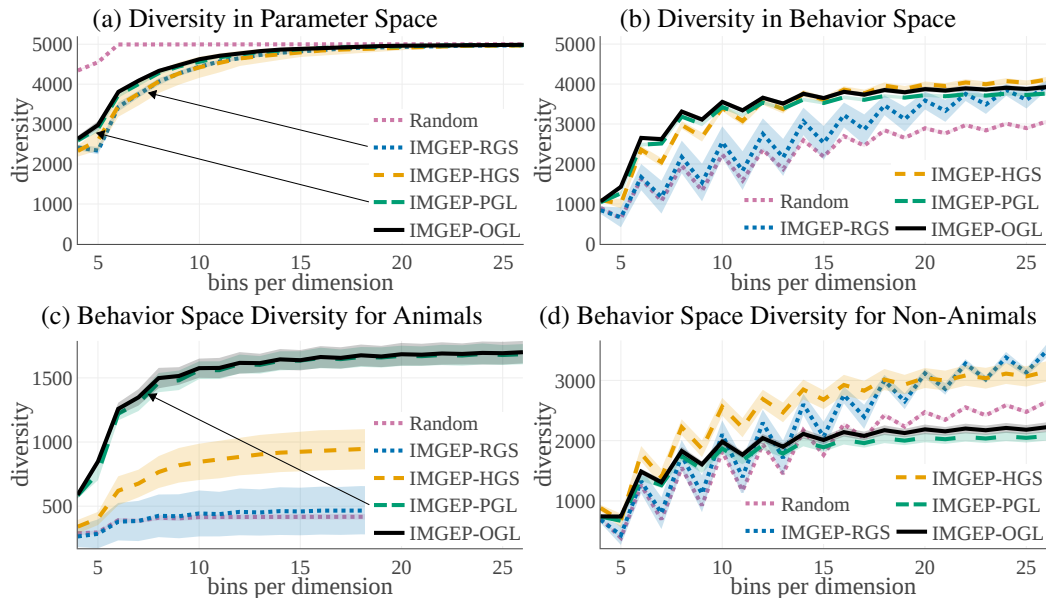 (a) Diversity in Parameter Space
5000
4000
3000
2000
1000
0
diversity
Random
IMGEP-RGS
IMGEP-HGS
IMGEP-PGL
IMGEP-OGL
5
10
15
20
25
bins per dimension
(b) Diversity in Behavior Space
5000
4000
3000
2000
1000
0
diversity
Random
IMGEP-RGS
IMGEP-HGS
IMGEP-PGL
IMGEP-OGL
5
10
15
20
25
bins per dimension
(c) Behavior Space Diversity for Animals
1500
1000
500
diversity
Random
IMGEP-RGS
IMGEP-HGS
IMGEP-PGL
IMGEP-OGL
5
10
15
20
25
bins per dimension
(d) Behavior Space Diversity for Non-Animals
3000
2000
1000
diversity
Random
IMGEP-RGS
IMGEP-HGS
IMGEP-PGL
IMGEP-OGL
5
10
15
20
25
bins per dimension